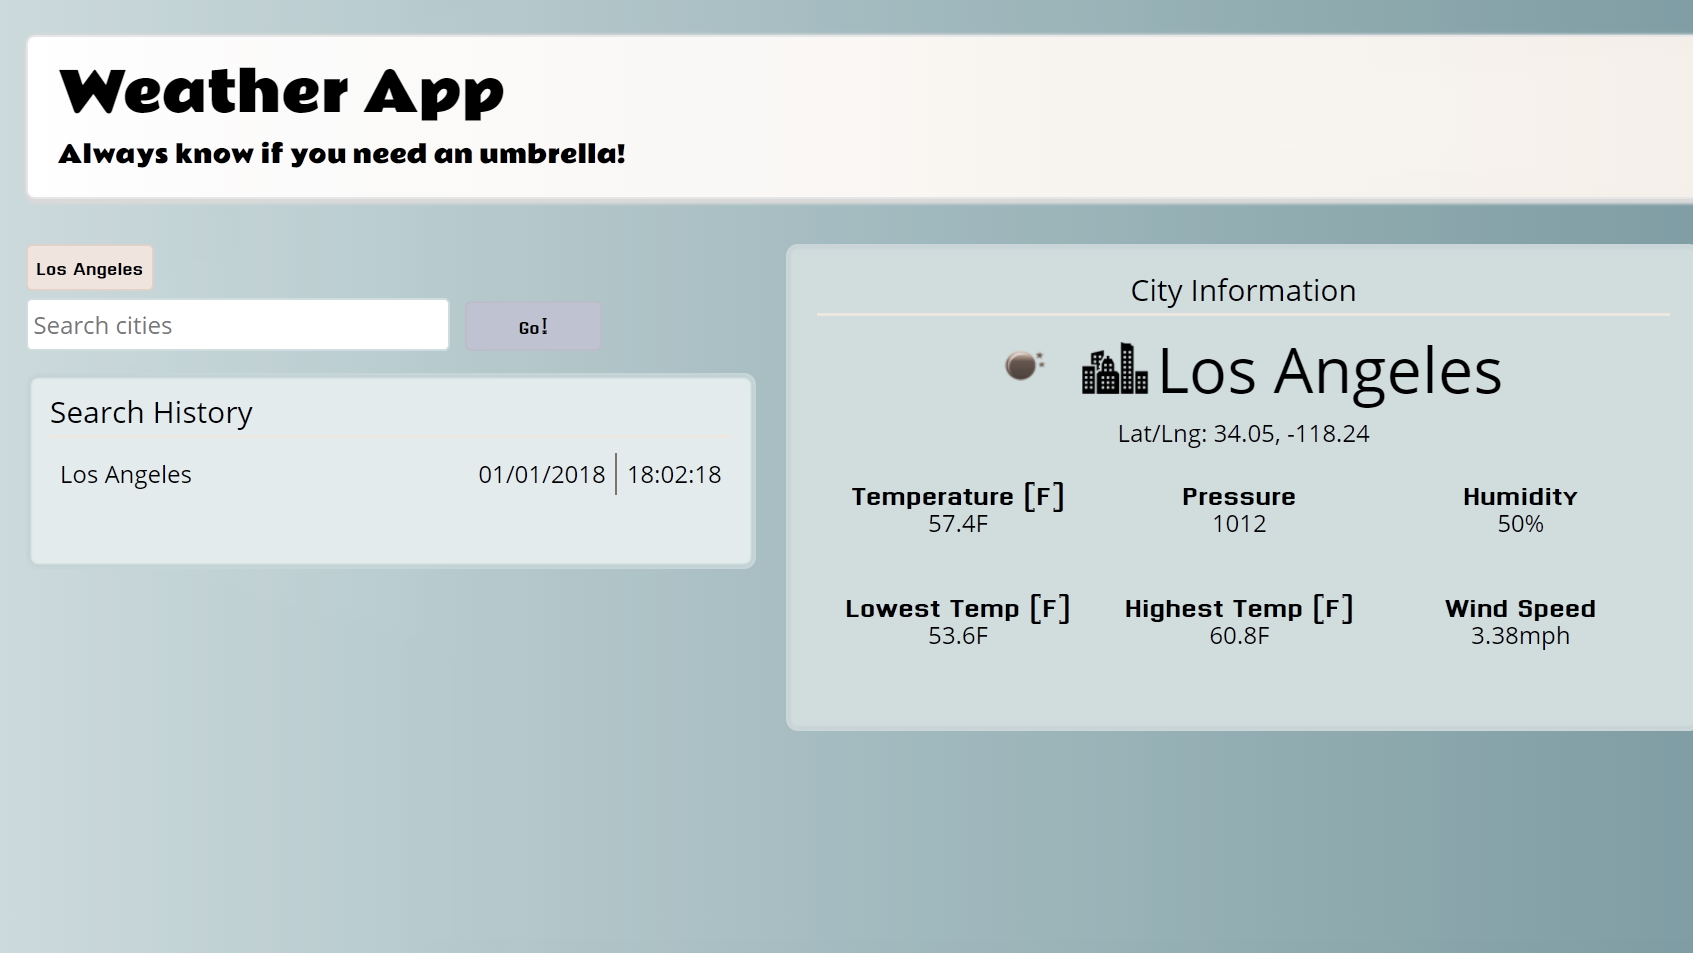 Weather App
Always know if you need an umbrella!
Los Angeles
Search cities
Go!
Search History
Los Angeles 01/01/2018 18:02:18
City Information
Los Angeles
Lat/Lng: 34.05, -118.24
Temperature [F] Pressure Humidity
57.4F 1012 50%
Lowest Temp [F] Highest Temp [F] Wind Speed
53.6F 60.8F 3.38mph